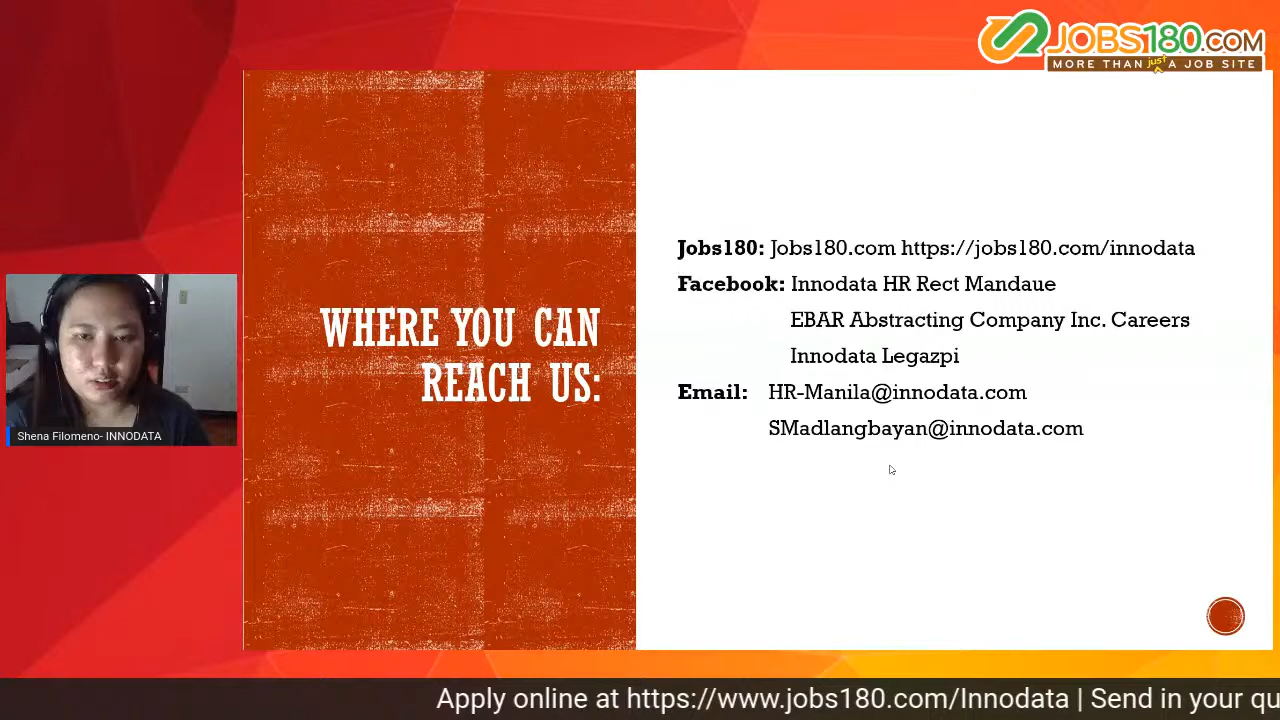 JOBS180.COM
MORE THAN just A JOB SITE
WHERE YOU CAN
REACH US:
Jobs180: Jobs180.com https://jobs180.com/innodata
Facebook: Innodata HR Rect Mandaue
EBAR Abstracting Company Inc. Careers
Innodata Legazpi
Email: HR-Manila@innodata.com
SMadlangbayan@innodata.com
Shena Filomeno- INNODATA
Apply online at https://www.jobs180.com/Innodata | Send in your qu